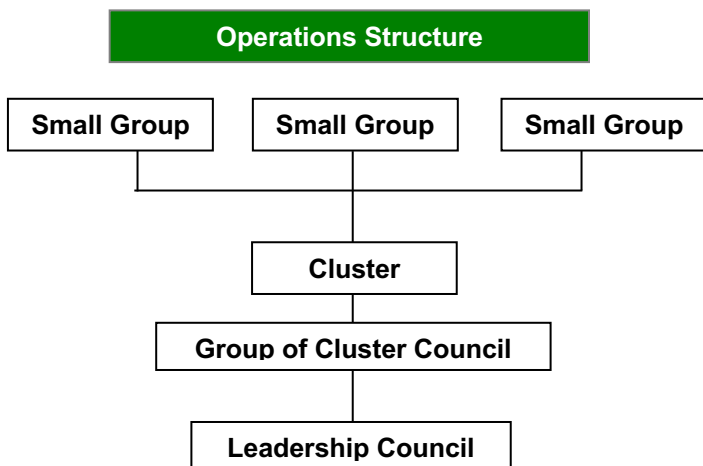 Operations Structure
Small Group
Small Group
Small Group
Cluster
Group of Cluster Council
Leadership Council